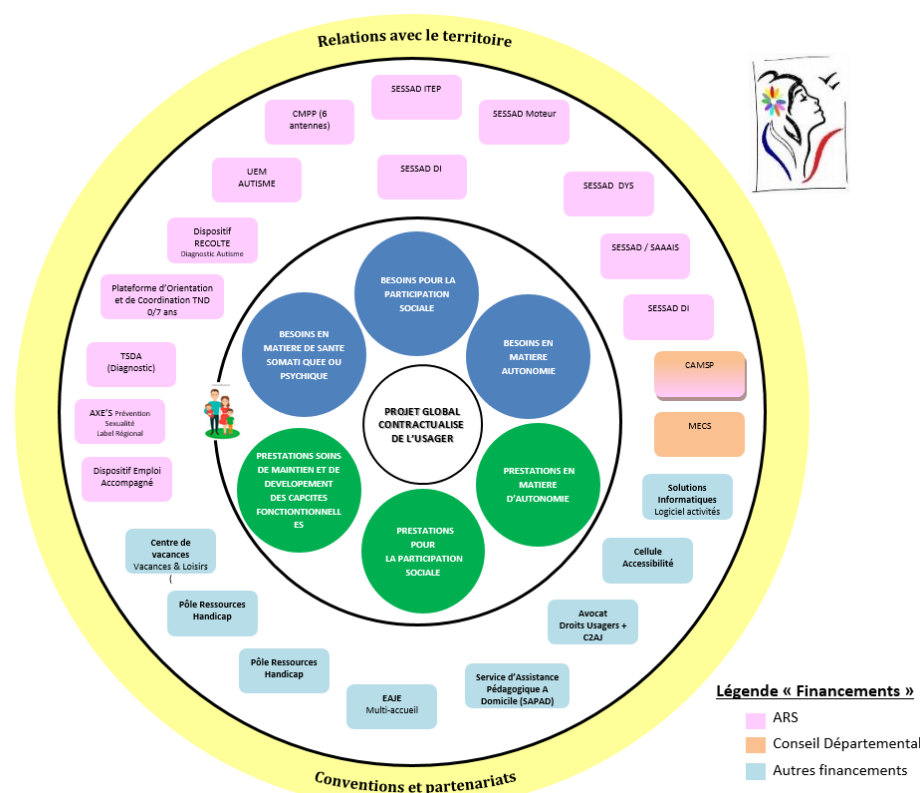 Relations avec le territoire
SESSAD ITEP
CMPP (6
antennes)
SESSAD Moteur
SESSAD DI
UEM
AUTISME
SESSAD DYS
Dispositif
RECOLTE
Diagnostic Autisme
SESSAD / SAAAIS
Plateforme d'Orientation
et de Coordination TND
0/7 ans
SESSAD DI
TSDA
(Diagnostic)
CAMSP
AXE'S Prévention
Sexualité
Label Régional
MECS
Dispositif Emploi
Accompagné
Solutions
Informatiques
Logiciel activités
Centre de
vacances
Vacances & Loisirs
(
Cellule
Accessibilité
Pôle Ressources
Handicap
Avocat
Droits Usagers +
C2AJ
Pôle Ressources
Handicap
Service d'Assistance
Pédagogique A
Domicile (SAPAD)
EAJE
Multi-accueil
BESOINS POUR LA
PARTICIPATION
SOCIALE
BESOINS EN
MATIERE DE SANTE
SOMATI QUEE OU
PSYCHIQUE
BESOINS EN
MATIERE
AUTONOMIE
PROJET GLOBAL
CONTRACTUALISE
DE L'USAGER
PRESTATIONS SOINS
DE MAINTIEN ET DE
DEVELOPEMENT
DES CAPCITES
FONCTIONTIONNELL
ES
PRESTATIONS EN
MATIERE
D'AUTONOMIE
PRESTATIONS
POUR
LA PARTICIPATION
SOCIALE
Conventions et partenariats
Légende « Financements »
ARS
Conseil Départemental
Autres financements